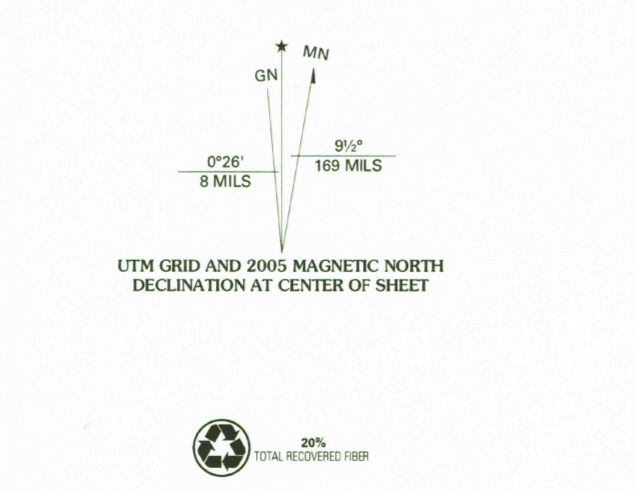 ★ MN
GN
9½°
169 MILS
0°26'
8 MILS
UTM GRID AND 2005 MAGNETIC NORTH
DECLINATION AT CENTER OF SHEET
20%
TOTAL RECOVERED FIBER